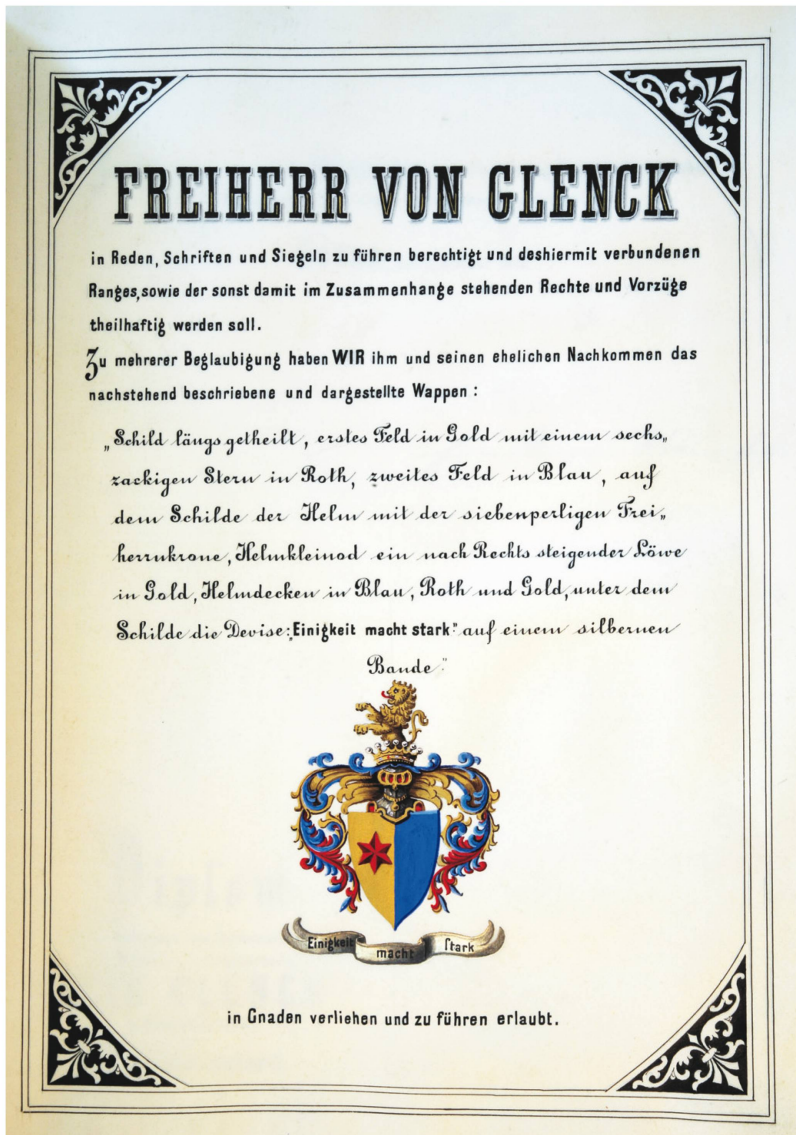 FREIHERR VON GLENCK
in Reden, Schriften und Siegeln zu führen berechtigt und deshiermit verbundenen
Ranges, sowie der sonst damit im Zusammenhange stehenden Rechte und Vorzüge
theilhaftig werden soll.
Zu mehrerer Beglaubigung haben WIR ihm und seinen ehelichen Nachkommen das
nachstehend beschriebene und dargestellte Wappen :
„Schild längs getheilt, erstes Feld in Gold mit einem sechs„
zackigen Stern in Roth, zweites Feld in Blau, auf
dem Schilde der Helm mit der siebenperligen Frei„
herrnkrone, Helmkleinod ein nach Rechts steigender Löwe
in Gold, Helmdecken in Blau, Roth und Gold, unter dem
Schilde die Devise: „Einigkeit macht stark" auf einem silbernen
Bande."
Einigkeit macht stark
in Gnaden verliehen und zu führen erlaubt.